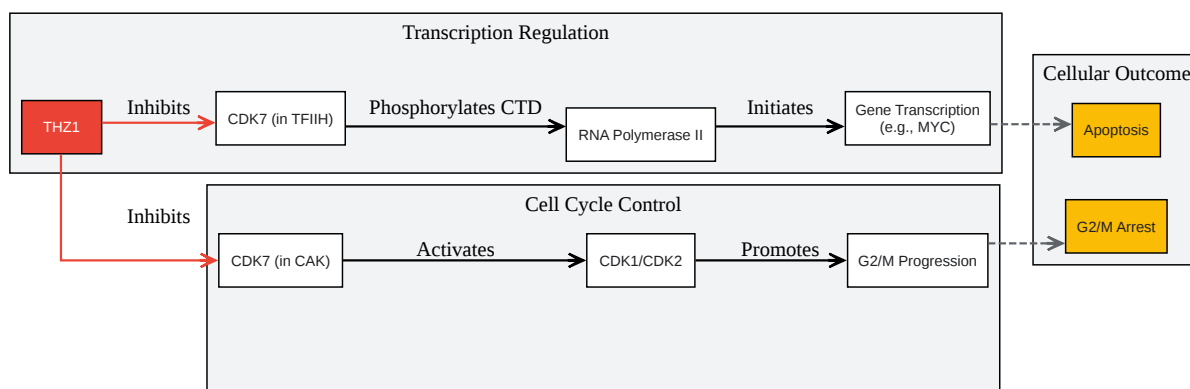 Transcription Regulation
Cellular Outcome
THZ1
Inhibits
CDK7 (in TFIIH)
Phosphorylates CTD
RNA Polymerase II
Initiates
Gene Transcription
(e.g., MYC)
Apoptosis
Cell Cycle Control
Inhibits
CDK7 (in CAK)
Activates
CDK1/CDK2
Promotes
G2/M Progression
G2/M Arrest